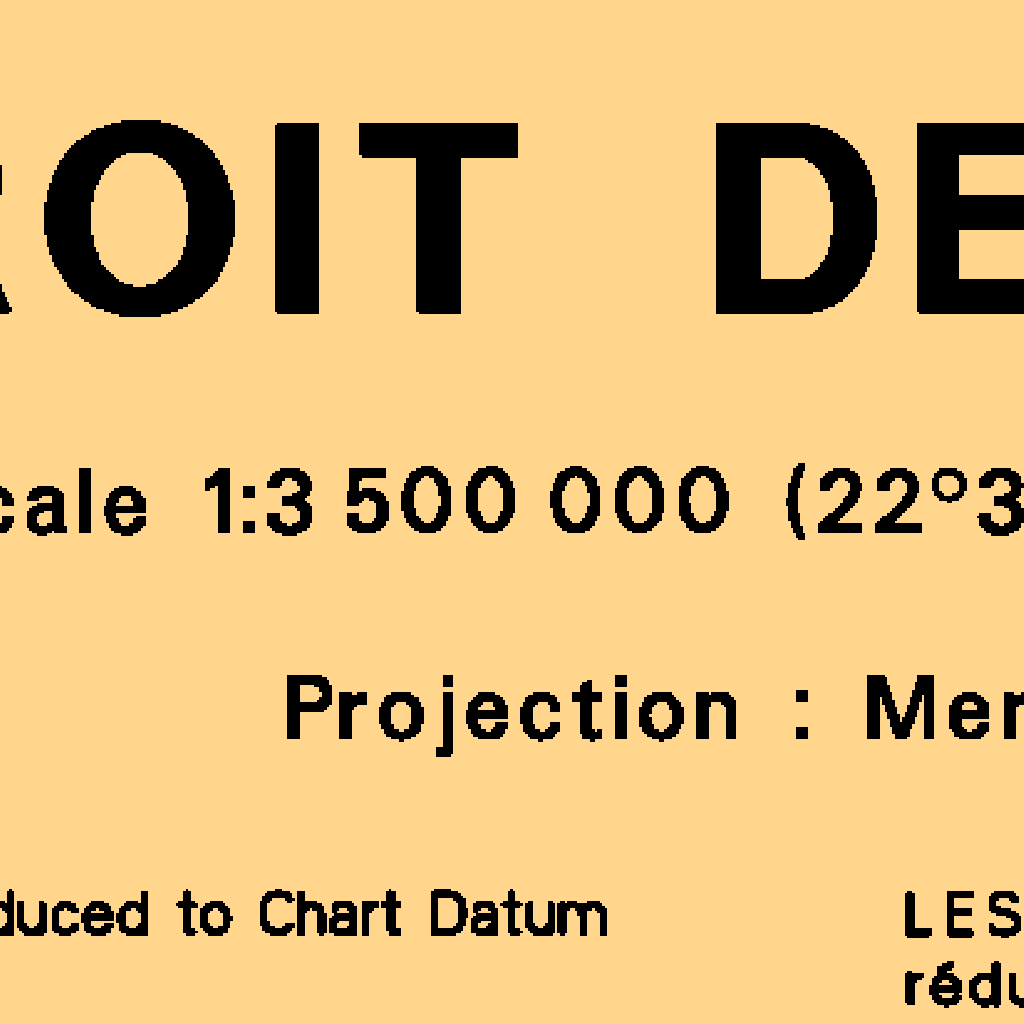 ROIT DE
cale 1:3 500 000 (22°3
Projection : Mer
duced to Chart Datum
LES
rédu